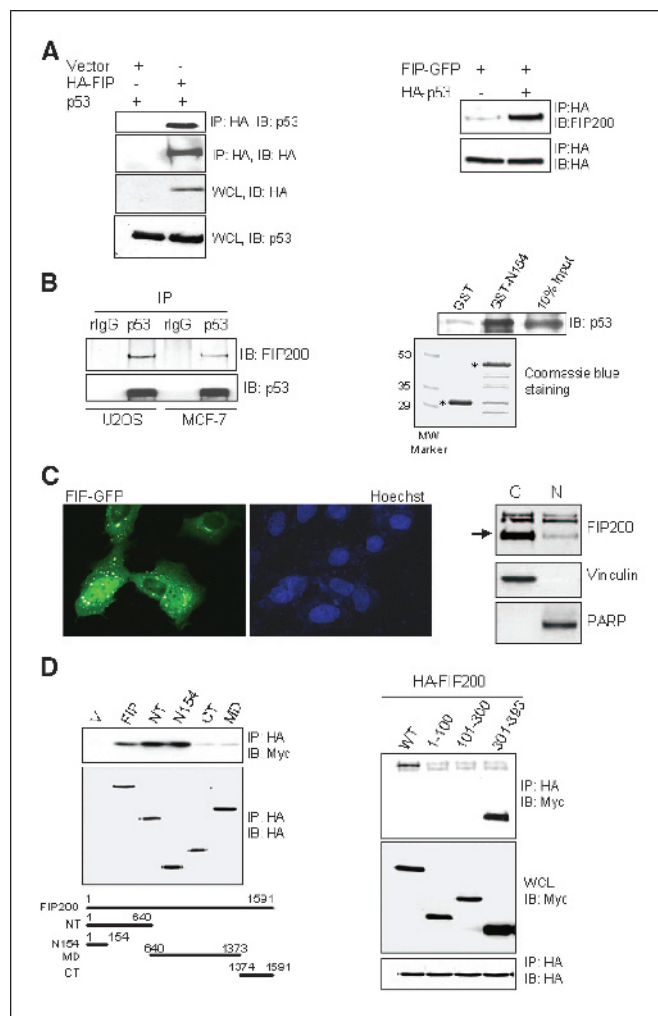 A
Vector + -
HA-FIP - +
p53 + +
IP: HA IB: p53
IP: HA, IB: HA
WCL, IB: HA
WCL, IB: p53
FIP-GFP + +
HA-p53 - +
IP:HA
IB:FIP200
IP:HA
IB:HA
B
IP
rIgG p53 rIgG p53
IB: FIP200
IB: p53
U2OS MCF-7
GST GST-N154 10% Input
IB: p53
50
35
29
* *
Coomassie blue
staining
MW
Marker
C
FIP-GFP
Hoechst
C N
FIP200
Vinculin
PARP
D
V FIP NT N154 CT MD
IP: HA
IB: Myc
IP: HA
IB: HA
1 1591
FIP200
1 640
NT
1 154
N154
640 1373
MD
1374 1591
CT
HA-FIP200
WT 1-100 101-300 301-393
IP: HA
IB: Myc
WCL
IB: Myc
IP: HA
IB: HA